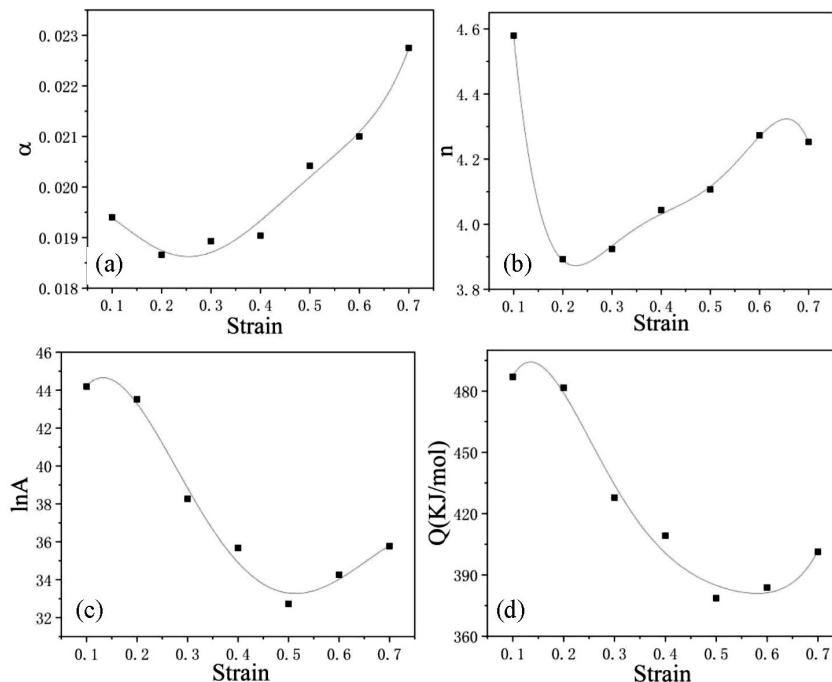 0.023
0.022
0.021
0.020
0.019
0.018
α
(a)
0.1 0.2 0.3 0.4 0.5 0.6 0.7
Strain
4.6
4.4
4.2
4.0
3.8
n
(b)
0.1 0.2 0.3 0.4 0.5 0.6 0.7
Strain
46
44
42
40
38
36
34
32
lnA
(c)
0.1 0.2 0.3 0.4 0.5 0.6 0.7
Strain
480
450
420
390
360
Q(KJ/mol)
(d)
0.1 0.2 0.3 0.4 0.5 0.6 0.7
Strain